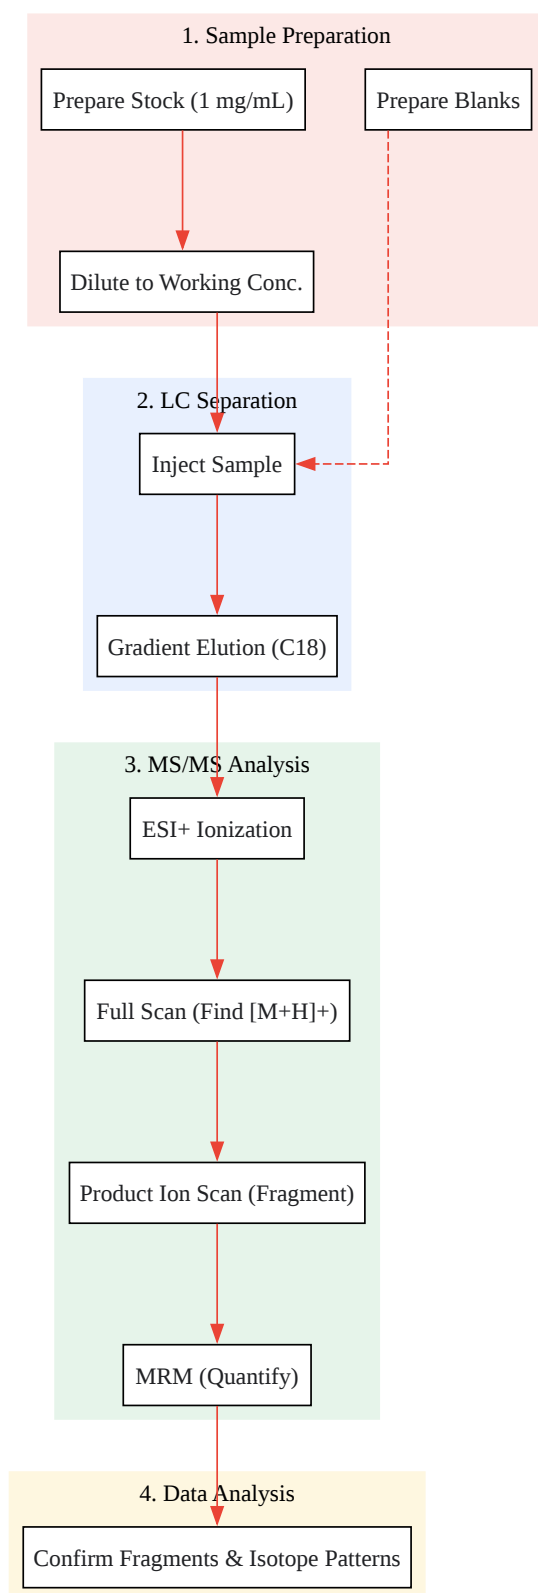 1. Sample Preparation
Prepare Stock (1 mg/mL)
Prepare Blanks
Dilute to Working Conc.
2. LC Separation
Inject Sample
Gradient Elution (C18)
3. MS/MS Analysis
ESI+ Ionization
Full Scan (Find [M+H]+)
Product Ion Scan (Fragment)
MRM (Quantify)
4. Data Analysis
Confirm Fragments & Isotope Patterns